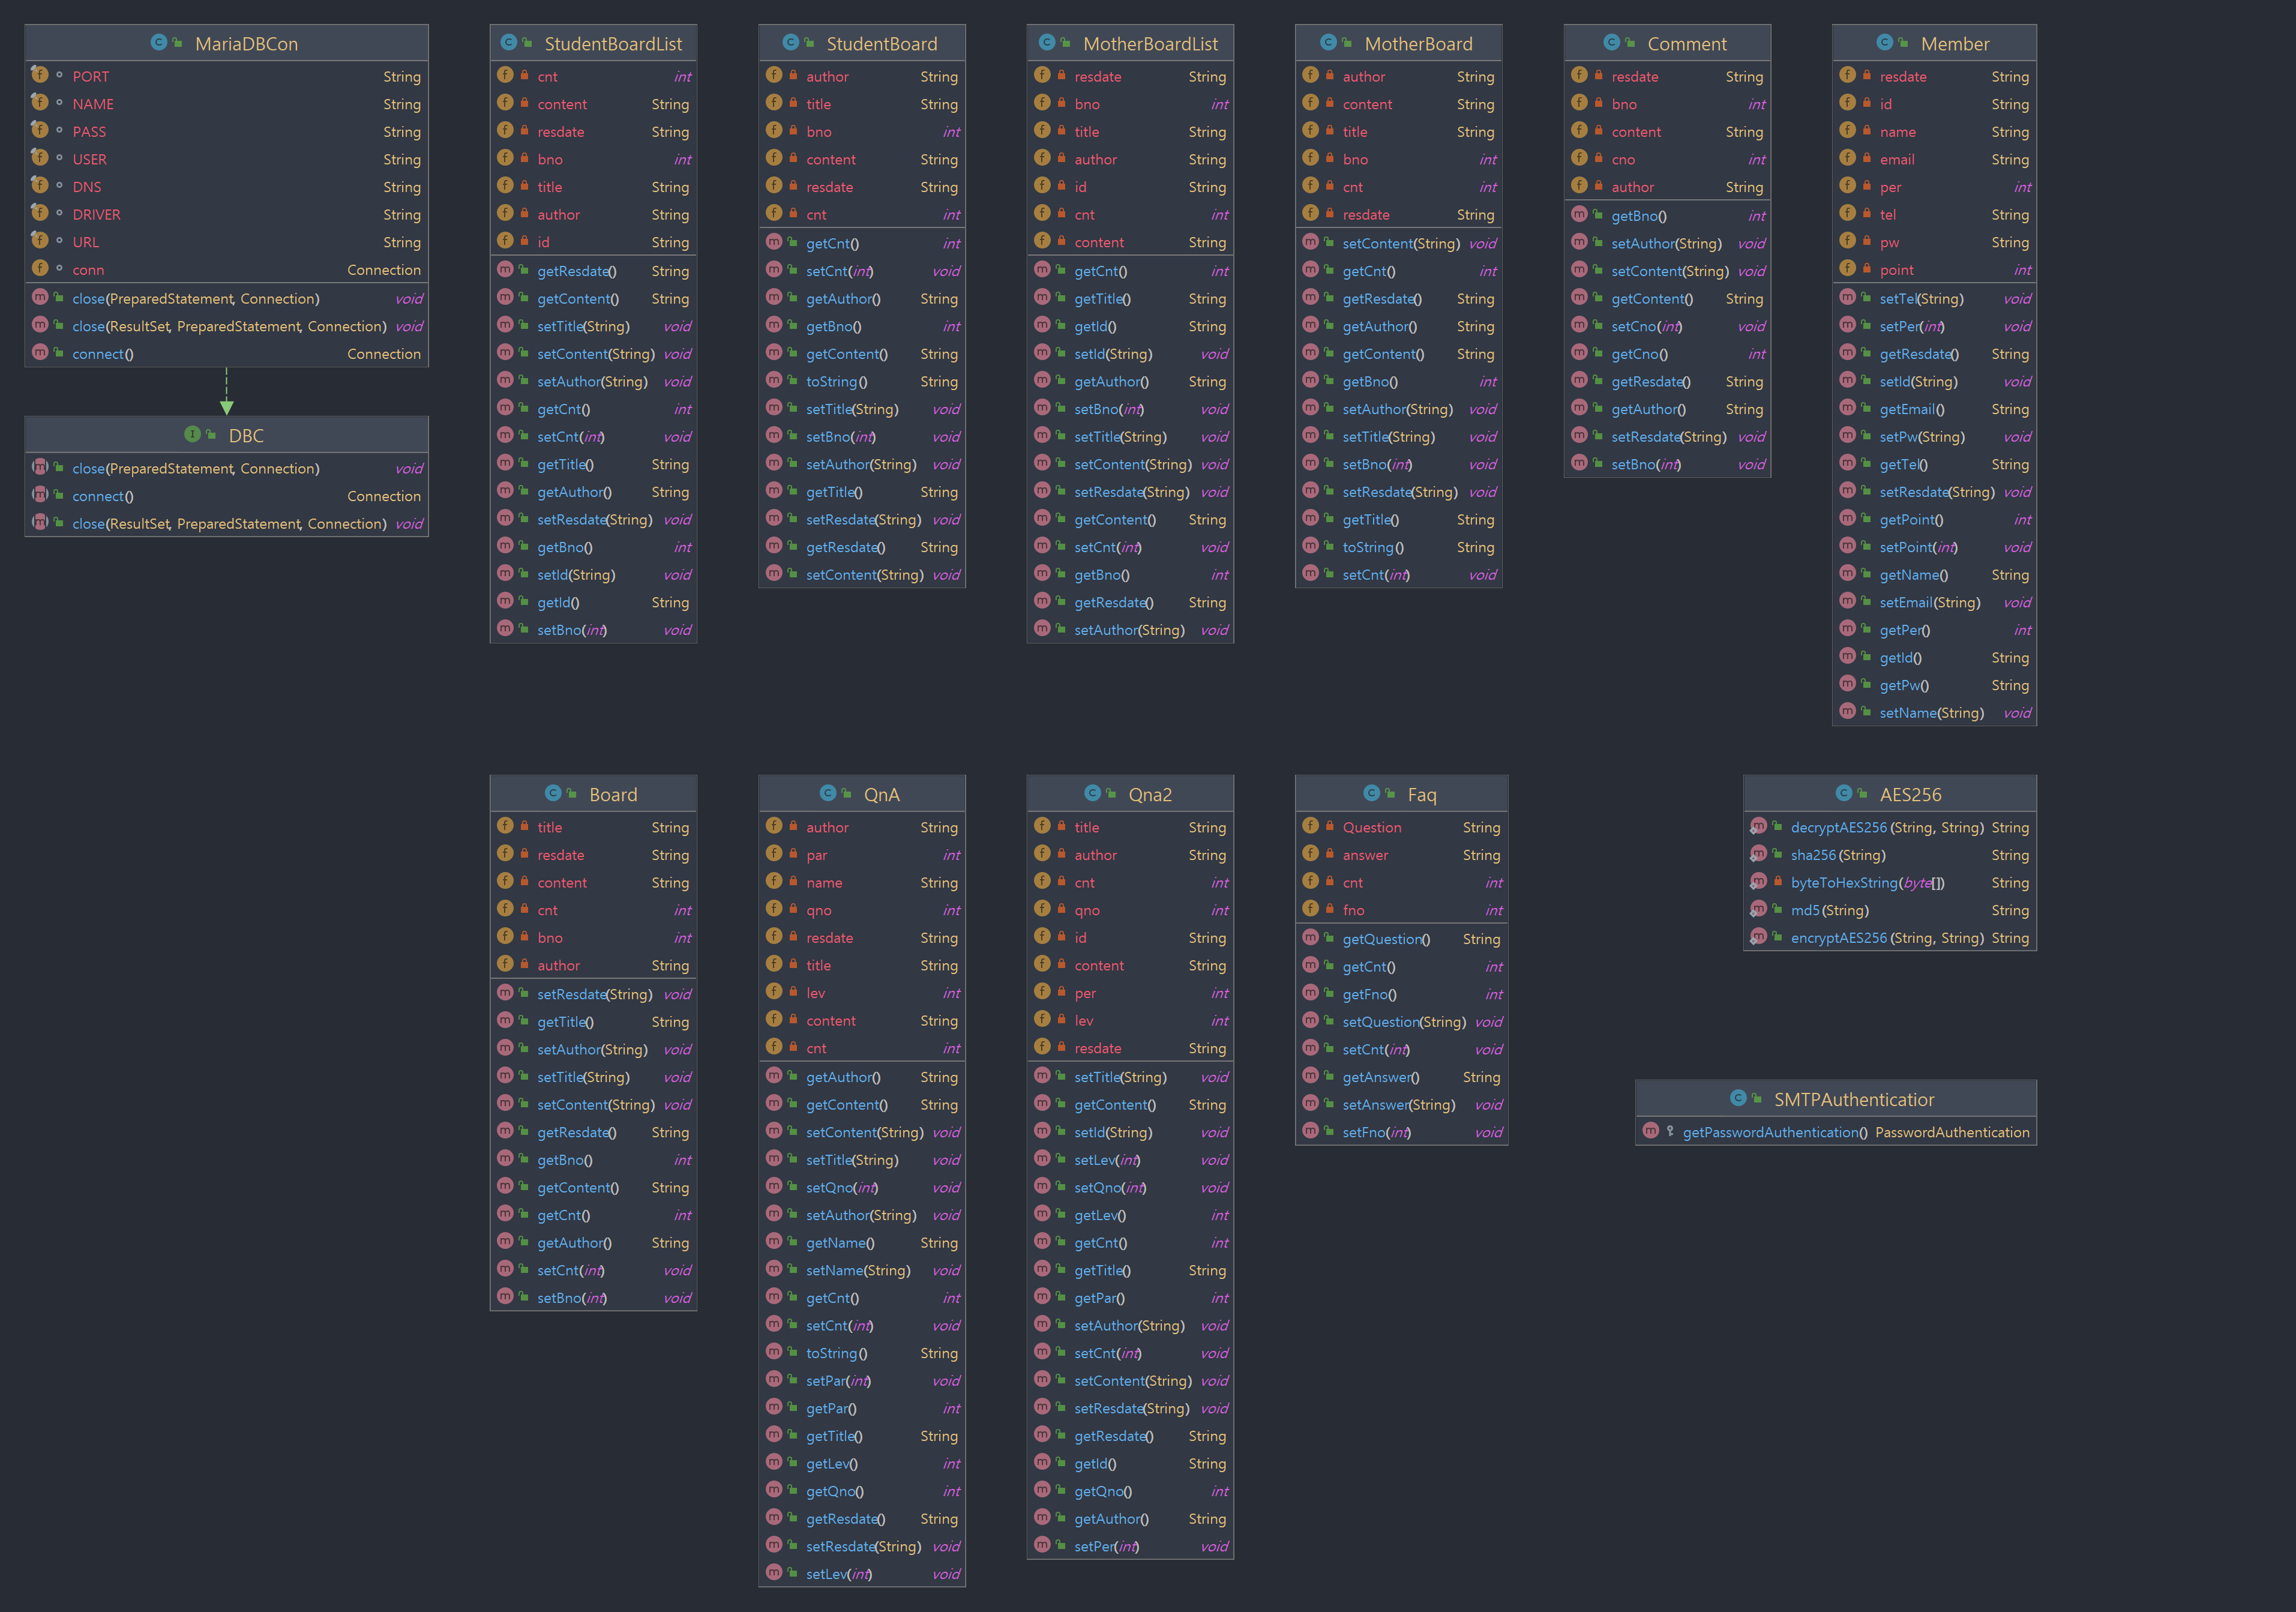 MariaDBCon
PORT String
NAME String
PASS String
USER String
DNS String
DRIVER String
URL String
conn Connection
close(PreparedStatement, Connection) void
close(ResultSet, PreparedStatement, Connection) void
connect() Connection
DBC
close(PreparedStatement, Connection) void
connect() Connection
close(ResultSet, PreparedStatement, Connection) void
StudentBoardList
cnt int
content String
resdate String
bno int
title String
author String
id String
getResdate() String
getContent() String
setTitle(String) void
setContent(String) void
setAuthor(String) void
getCnt() int
setCnt(int) void
getTitle() String
getAuthor() String
setResdate(String) void
getBno() int
setId(String) void
getId() String
setBno(int) void
StudentBoard
author String
title String
bno int
content String
resdate String
cnt int
getCnt() int
setCnt(int) void
getAuthor() String
getBno() int
getContent() String
toString() String
setTitle(String) void
setBno(int) void
setAuthor(String) void
getTitle() String
setResdate(String) void
getResdate() String
setContent(String) void
MotherBoardList
resdate String
bno int
title String
author String
id String
cnt int
content String
getCnt() int
getTitle() String
getId() String
setId(String) void
getAuthor() String
setBno(int) void
setTitle(String) void
setContent(String) void
setResdate(String) void
getContent() String
setCnt(int) void
getBno() int
getResdate() String
setAuthor(String) void
MotherBoard
author String
content String
title String
bno int
cnt int
resdate String
setContent(String) void
getCnt() int
getResdate() String
getAuthor() String
getContent() String
getBno() int
setAuthor(String) void
setTitle(String) void
setBno(int) void
setResdate(String) void
getTitle() String
toString() String
setCnt(int) void
Comment
resdate String
bno int
content String
cno int
author String
getBno() int
setAuthor(String) void
setContent(String) void
getContent() String
setCno(int) void
getCno() int
getResdate() String
getAuthor() String
setResdate(String) void
setBno(int) void
Member
resdate String
id String
name String
email String
per int
tel String
pw String
point int
setTel(String) void
setPer(int) void
getResdate() String
setId(String) void
getEmail() String
setPw(String) void
getTel() String
setResdate(String) void
getPoint() int
setPoint(int) void
getName() String
setEmail(String) void
getPer() int
getId() String
getPw() String
setName(String) void
Board
title String
resdate String
content String
cnt int
bno int
author String
setResdate(String) void
getTitle() String
setAuthor(String) void
setTitle(String) void
setContent(String) void
getResdate() String
getBno() int
getContent() String
getCnt() int
getAuthor() String
setCnt(int) void
setBno(int) void
QnA
author String
par int
name String
qno int
resdate String
title String
lev int
content String
cnt int
getAuthor() String
getContent() String
setContent(String) void
setTitle(String) void
setQno(int) void
setAuthor(String) void
getName() String
setName(String) void
getCnt() int
setCnt(int) void
toString() String
setPar(int) void
getPar() int
getTitle() String
getLev() int
getQno() int
getResdate() String
setResdate(String) void
setLev(int) void
Qna2
title String
author String
cnt int
qno int
id String
content String
per int
lev int
resdate String
setTitle(String) void
getContent() String
setId(String) void
setLev(int) void
setQno(int) void
getLev() int
getCnt() int
getTitle() String
getPar() int
setAuthor(String) void
setCnt(int) void
setContent(String) void
setResdate(String) void
getResdate() String
getId() String
getQno() int
getAuthor() String
setPer(int) void
Faq
Question String
answer String
cnt int
fno int
getQuestion() String
getCnt() int
getFno() int
setQuestion(String) void
setCnt(int) void
getAnswer() String
setAnswer(String) void
setFno(int) void
AES256
decryptAES256(String, String) String
sha256(String) String
byteToHexString(byte[]) String
md5(String) String
encryptAES256(String, String) String
SMTPAuthenticatior
getPasswordAuthentication() PasswordAuthentication